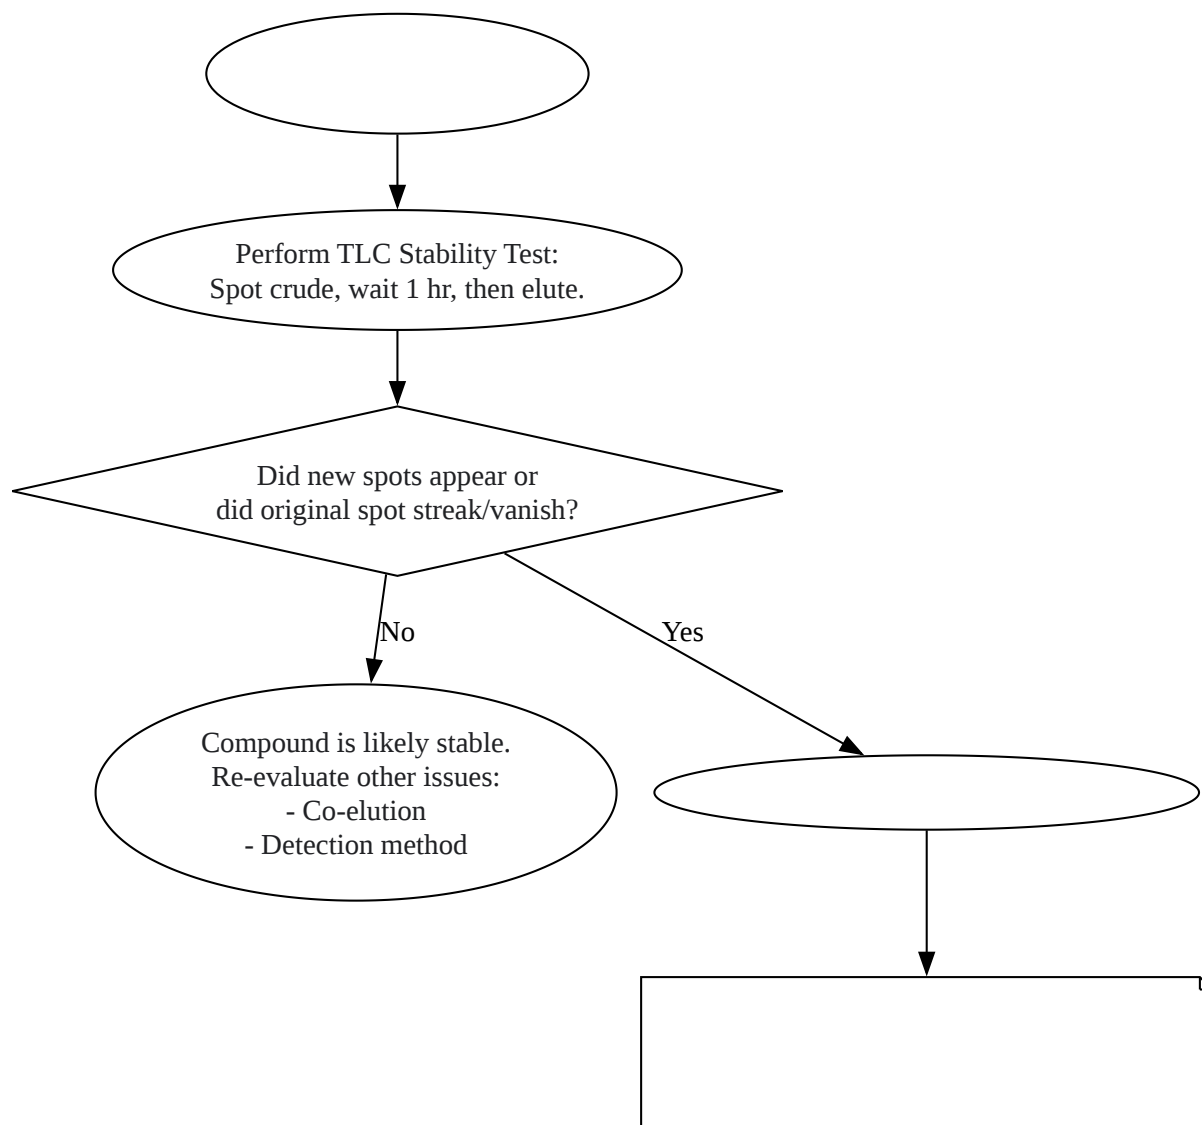 Perform TLC Stability Test:
Spot crude, wait 1 hr, then elute.
Did new spots appear or
did original spot streak/vanish?
No
Yes
Compound is likely stable.
Re-evaluate other issues:
- Co-elution
- Detection method